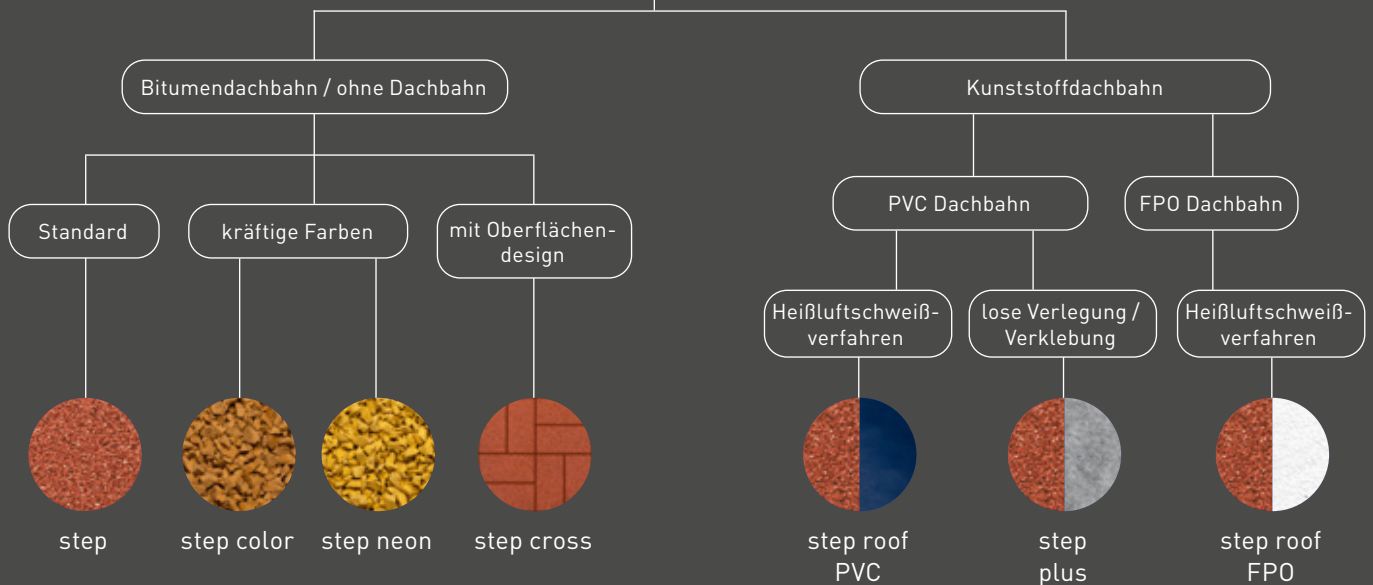 Bitumendachbahn / ohne Dachbahn
Kunststoffdachbahn
PVC Dachbahn
FPO Dachbahn
Standard
kräftige Farben
mit Oberflächen-
design
Heißluftschweiß-
verfahren
lose Verlegung /
Verklebung
Heißluftschweiß-
verfahren
step
step color
step neon
step cross
step roof
PVC
step
plus
step roof
FPO